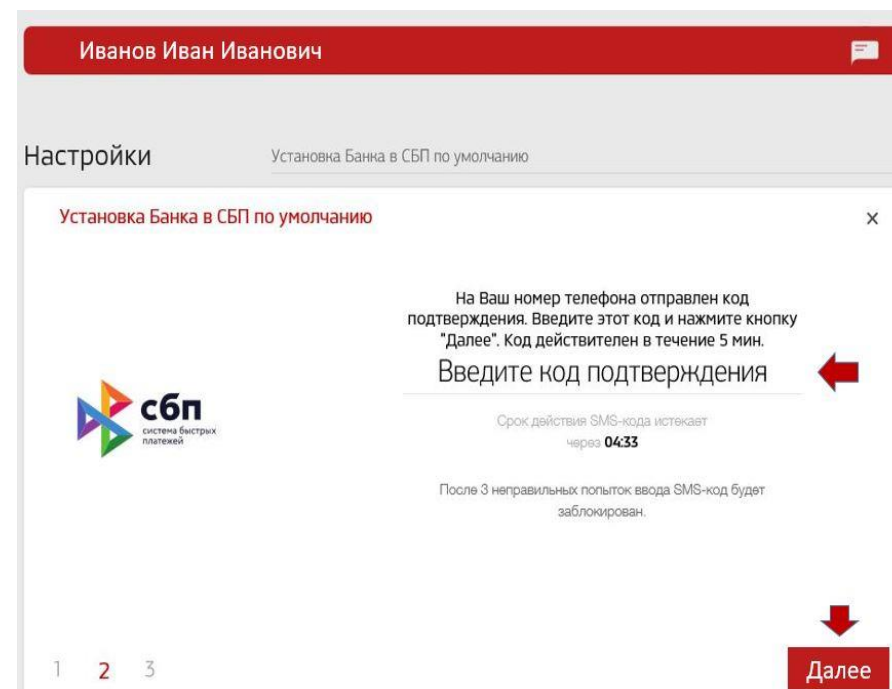 Иванов Иван Иванович
Настройки
Установка Банка в СБП по умолчанию
Установка Банка в СБП по умолчанию
×
На Ваш номер телефона отправлен код
подтверждения. Введите этот код и нажмите кнопку
"Далее". Код действителен в течение 5 мин.
Введите код подтверждения
сбп
система быстрых
платежей
Срок действия SMS-кода истекает
через 04:33
После 3 неправильных попыток ввода SMS-код будет
заблокирован.
1 2 3
Далее